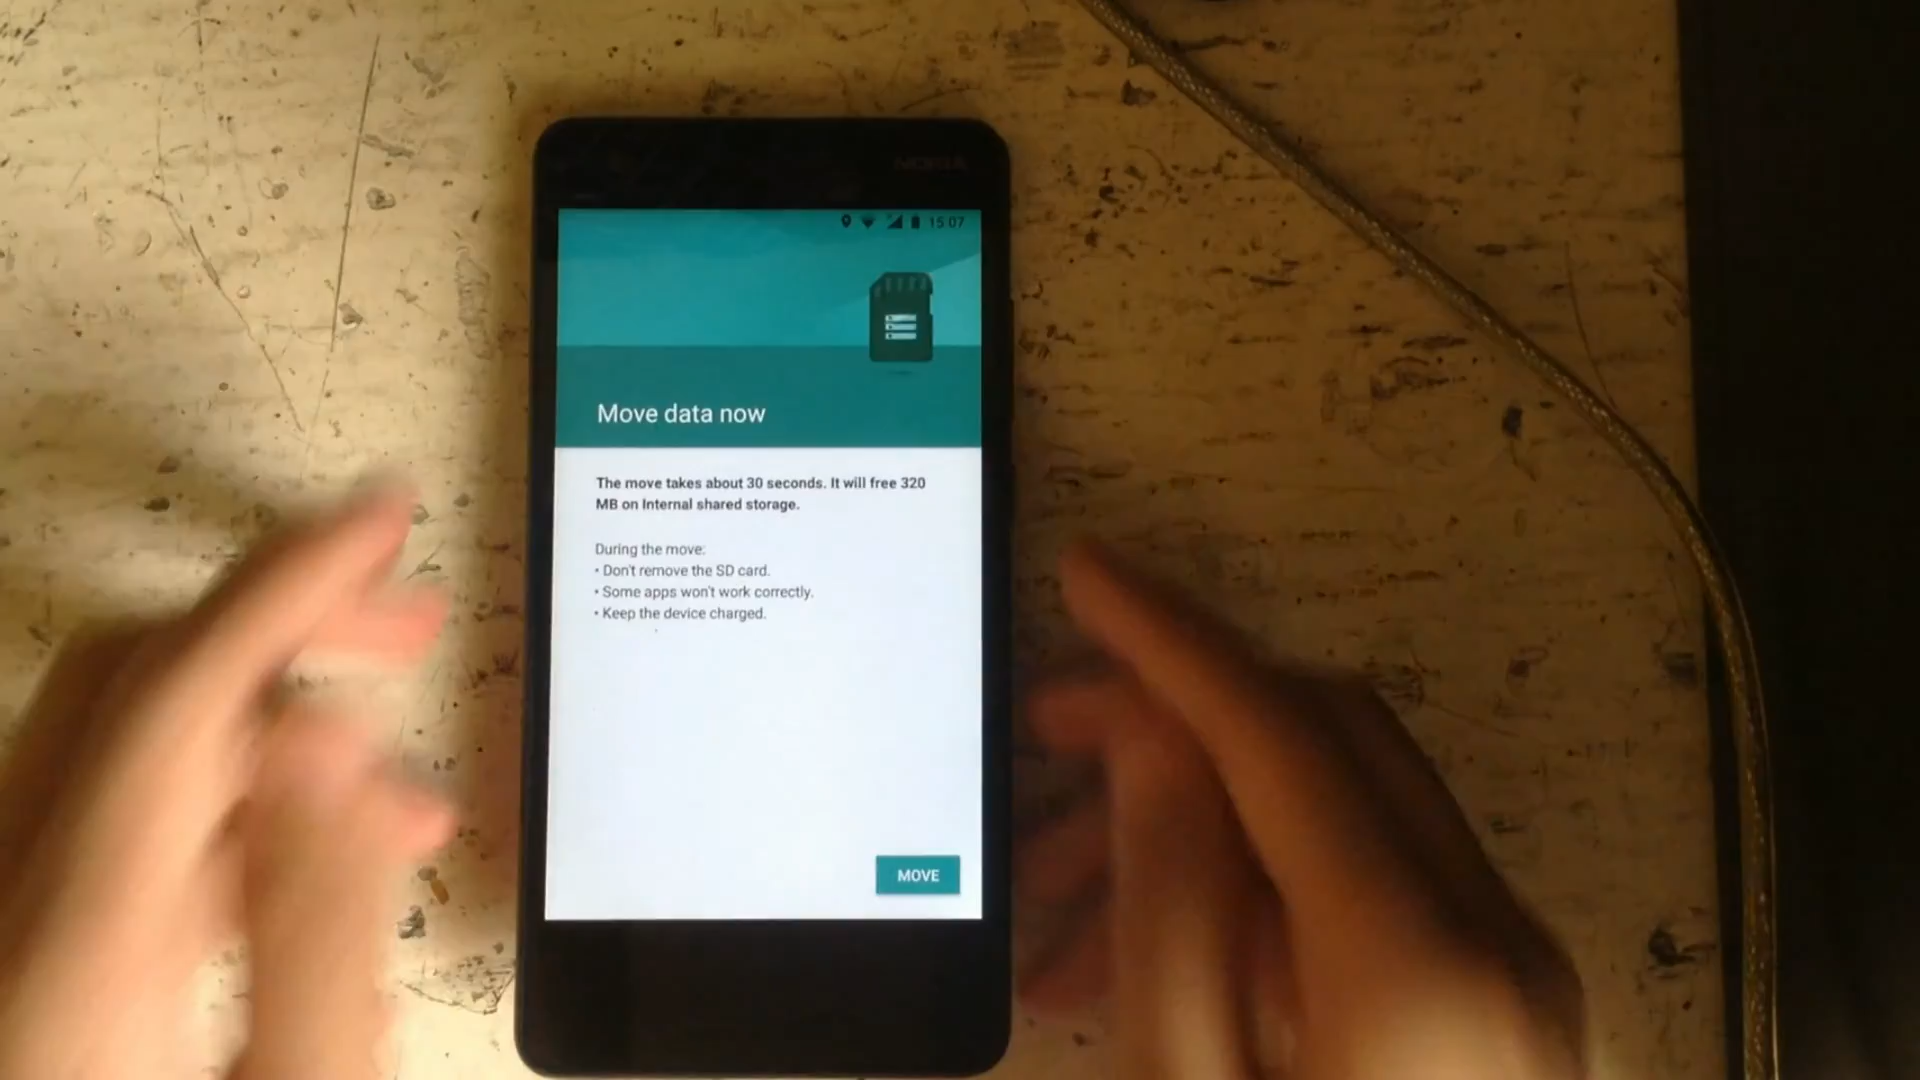 NOKIA
15:07
Move data now
The move takes about 30 seconds. It will free 320
MB on Internal shared storage.
During the move:
• Don't remove the SD card.
• Some apps won't work correctly.
• Keep the device charged.
MOVE